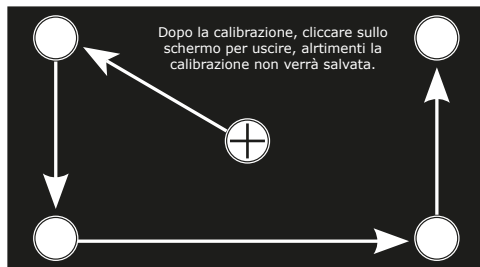 Dopo la calibrazione, cliccare sullo
schermo per uscire, alrtimenti la
calibrazione non verrà salvata.